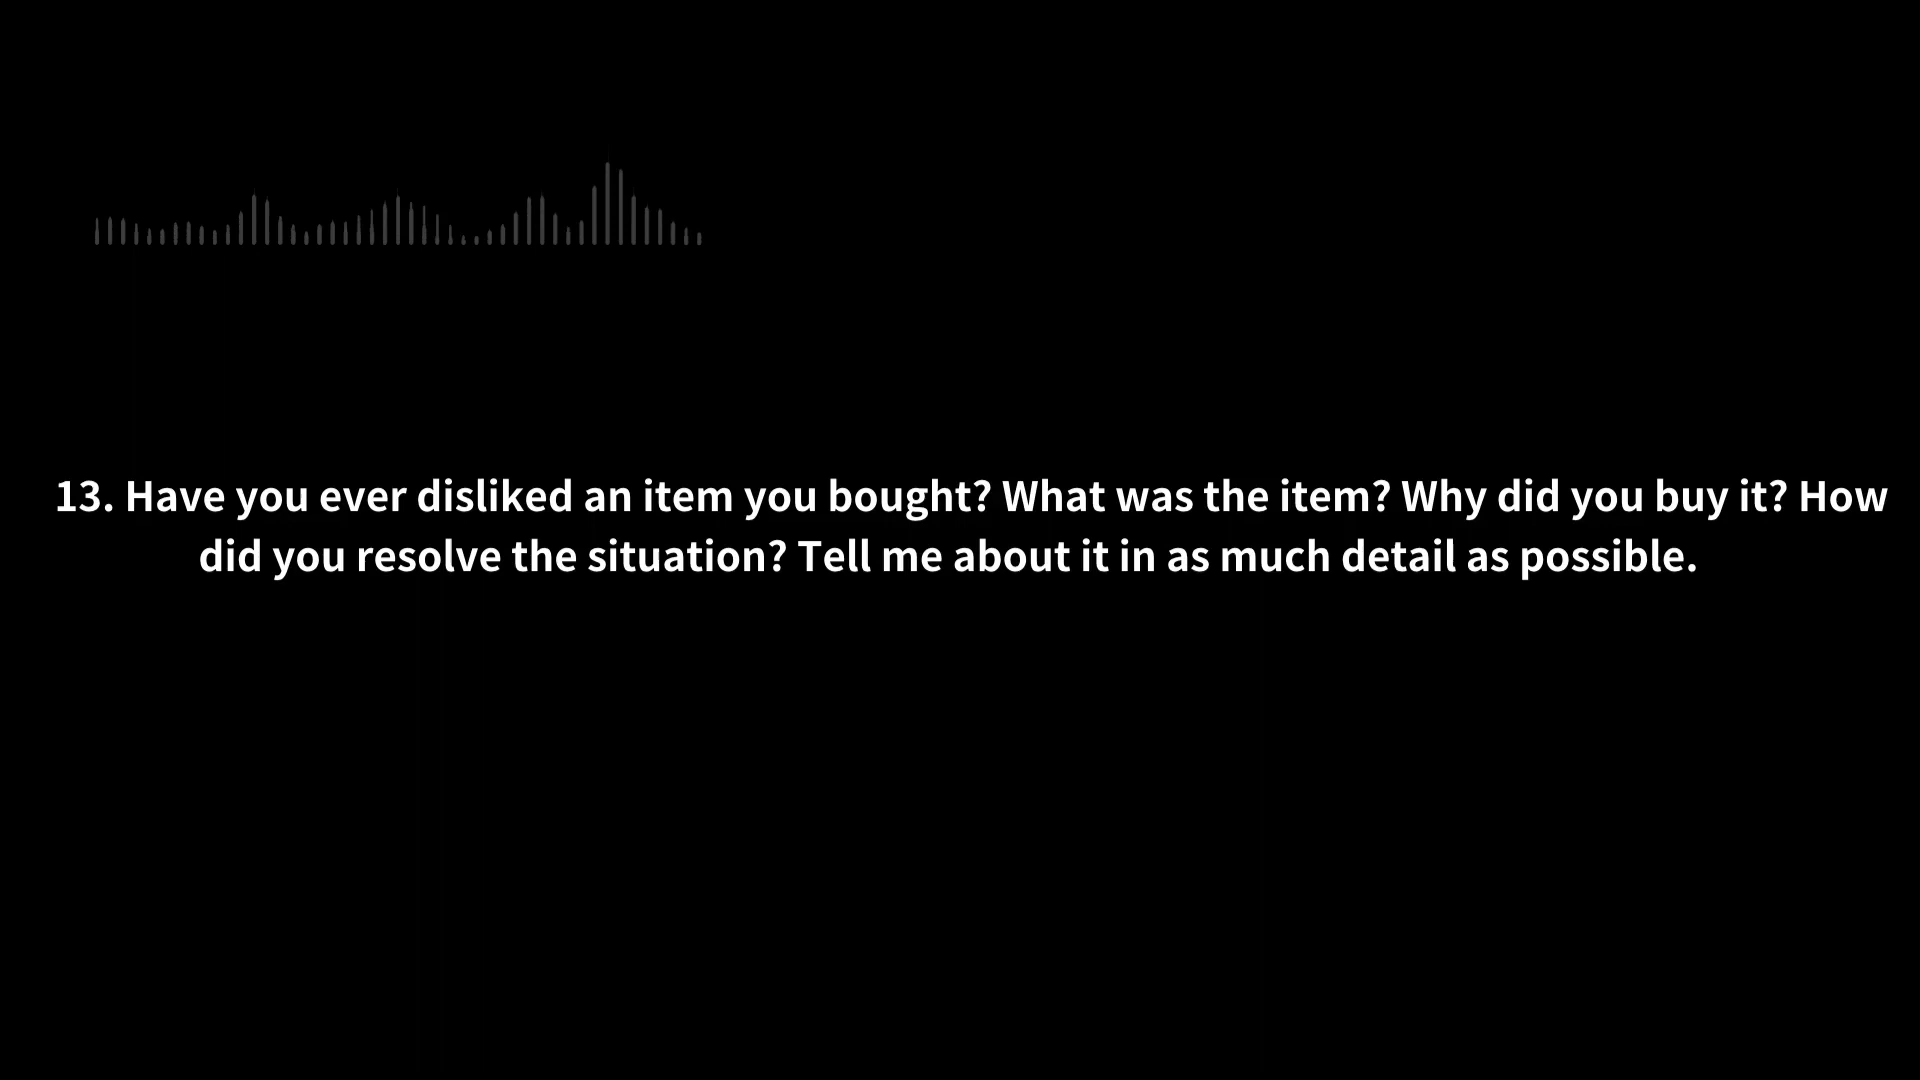 13. Have you ever disliked an item you bought? What was the item? Why did you buy it? How
did you resolve the situation? Tell me about it in as much detail as possible.